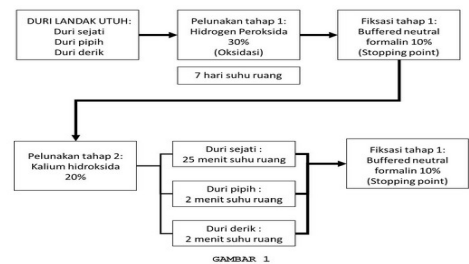 DURI LANDAK UTUH:
Duri sejati
Duri pipih
Duri derik
Pelunakan tahap 1:
Hidrogen Peroksida
30%
(Oksidasi)
7 hari suhu ruang
Fiksasi tahap 1:
Buffered neutral
formalin 10%
(Stopping point)
Pelunakan tahap 2:
Kalium hidroksida
20%
Duri sejati :
25 menit suhu ruang
Duri pipih :
2 menit suhu ruang
Duri derik :
2 menit suhu ruang
Fiksasi tahap 1:
Buffered neutral
formalin 10%
(Stopping point)
GAMBAR 1